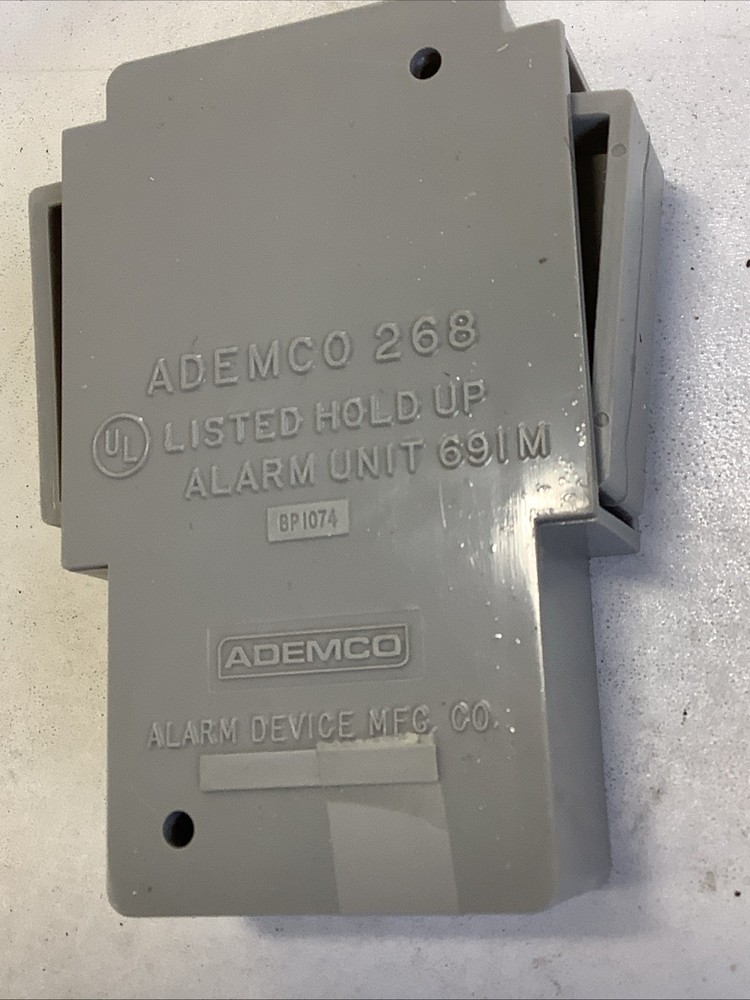 ADEMCO 268
UL LISTED HOLD UP
ALARM UNIT 691M
BP1074
ADEMCO
ALARM DEVICE MFG. CO.